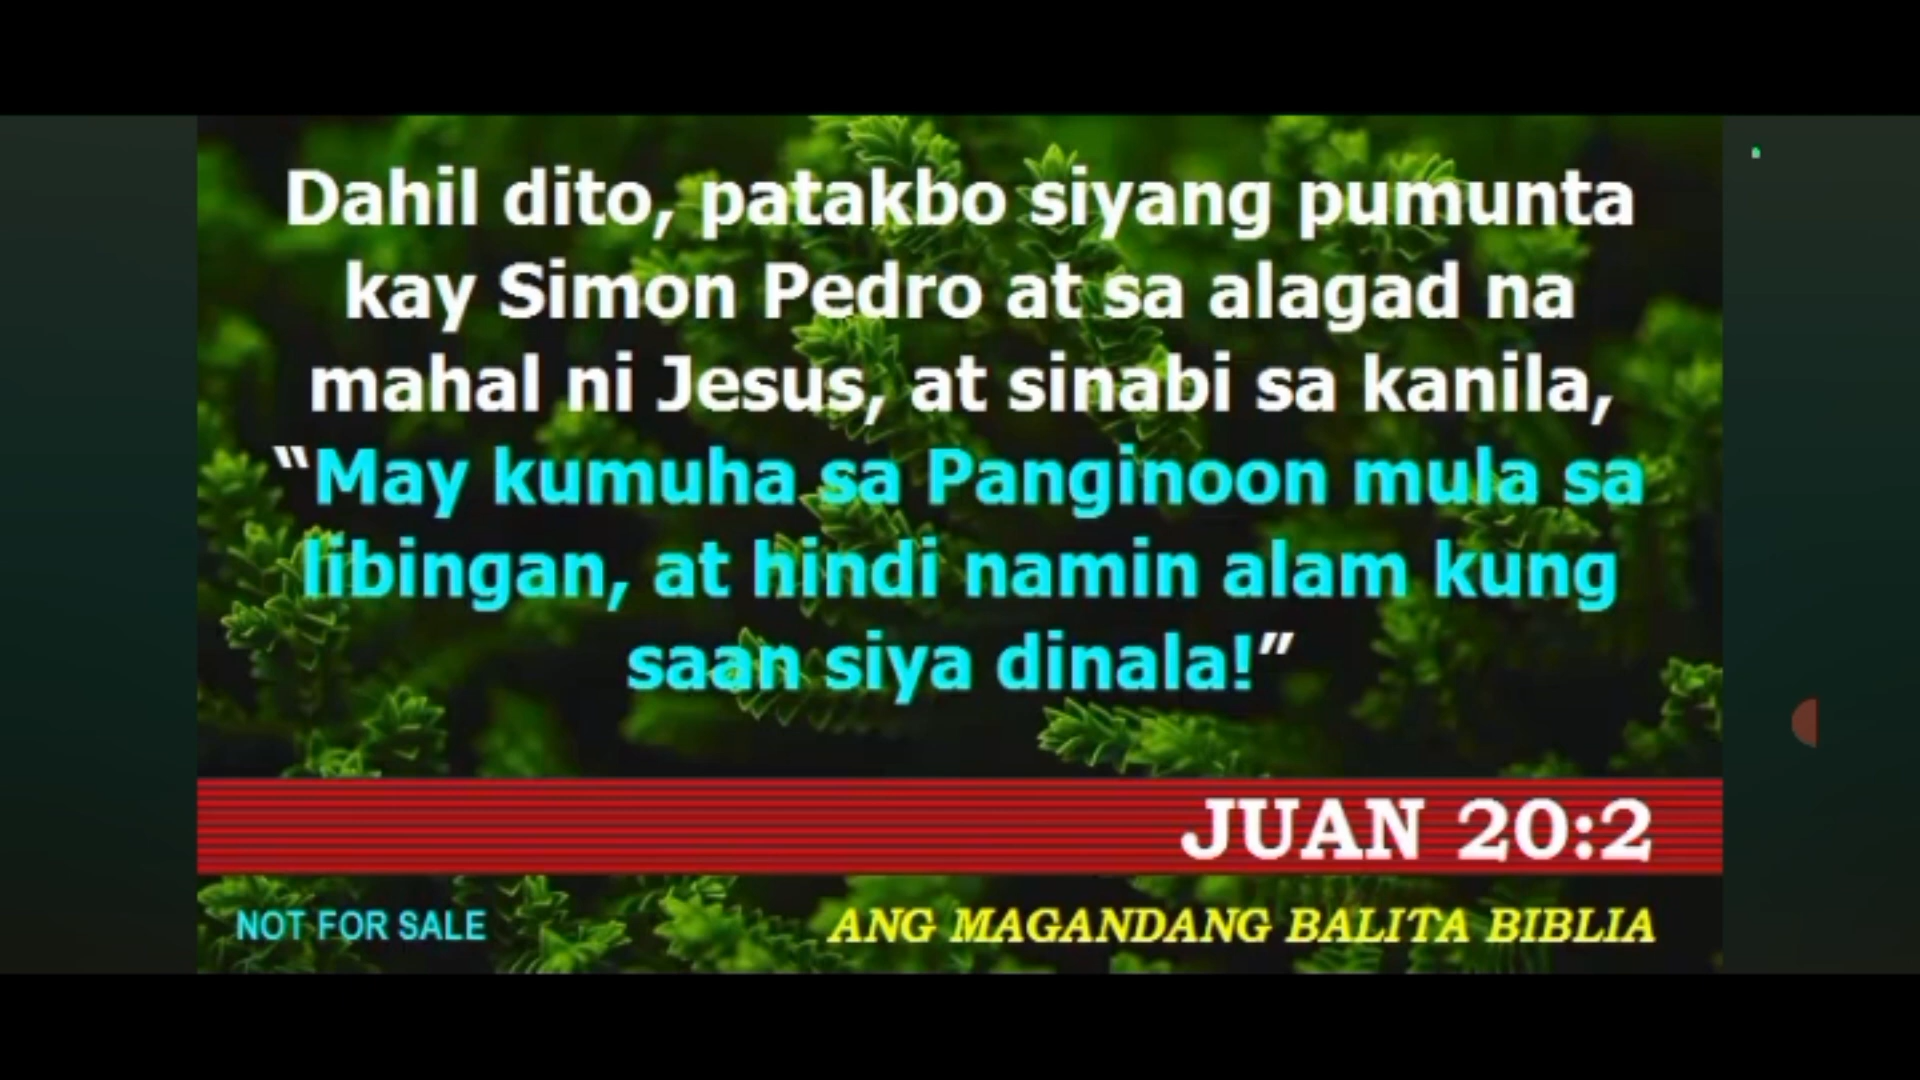 Dahil dito, patakbo siyang pumunta
kay Simon Pedro at sa alagad na
mahal ni Jesus, at sinabi sa kanila,
“May kumuha sa Panginoon mula sa
libingan, at hindi namin alam kung
saan siya dinala!”
JUAN 20:2
NOT FOR SALE
ANG MAGANDANG BALITA BIBLIA